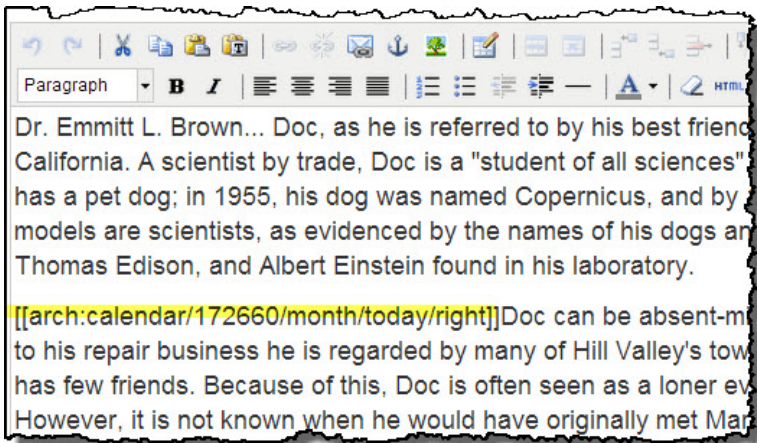 Paragraph B I A HTML
Dr. Emmitt L. Brown... Doc, as he is referred to by his best friend
California. A scientist by trade, Doc is a "student of all sciences"
has a pet dog; in 1955, his dog was named Copernicus, and by
models are scientists, as evidenced by the names of his dogs an
Thomas Edison, and Albert Einstein found in his laboratory.
[[arch:calendar/172660/month/today/right]]Doc can be absent-mi
to his repair business he is regarded by many of Hill Valley's tow
has few friends. Because of this, Doc is often seen as a loner ev
However, it is not known when he would have originally met Mar